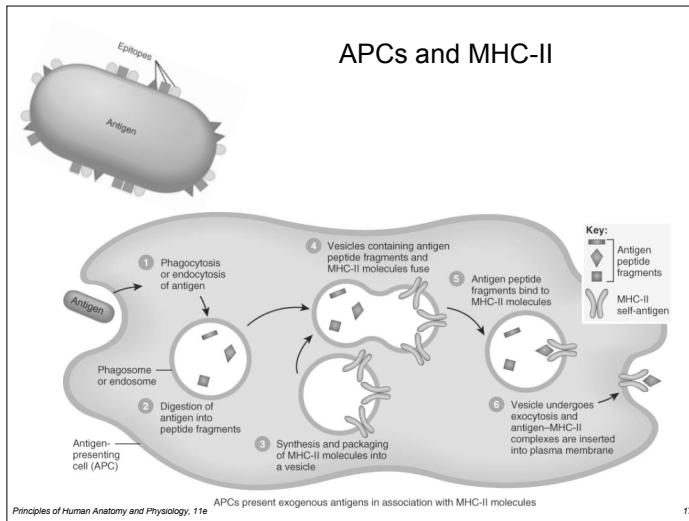 APCs and MHC-II
Epitopes
Antigen
1 Phagocytosis
or endocytosis
of antigen
Antigen
Phagosome
or endosome
2 Digestion of
antigen into
peptide fragments
Antigen-
presenting
cell (APC)
3 Synthesis and packaging
of MHC-II molecules into
a vesicle
4 Vesicles containing antigen
peptide fragments and
MHC-II molecules fuse
5 Antigen peptide
fragments bind to
MHC-II molecules
6 Vesicle undergoes
exocytosis and
antigen–MHC-II
complexes are inserted
into plasma membrane
Key:
Antigen
peptide
fragments
MHC-II
self-antigen
APCs present exogenous antigens in association with MHC-II molecules
Principles of Human Anatomy and Physiology, 11e